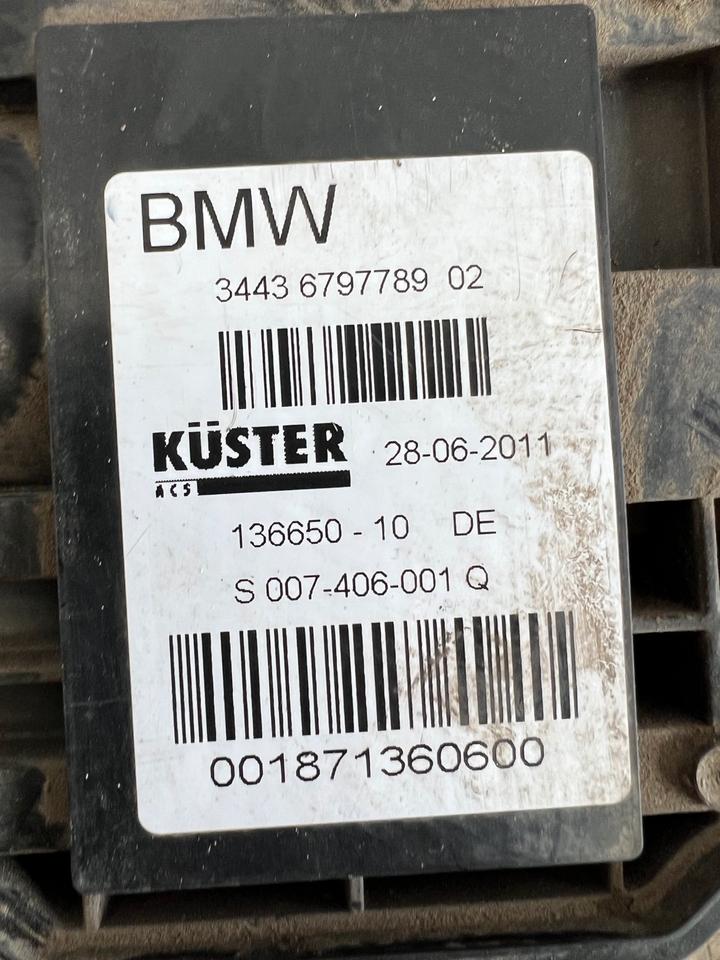 BMW
3443 6797789 02
KÜSTER 28-06-2011
ACS
136650 - 10 DE
S 007-406-001 Q
001871360600